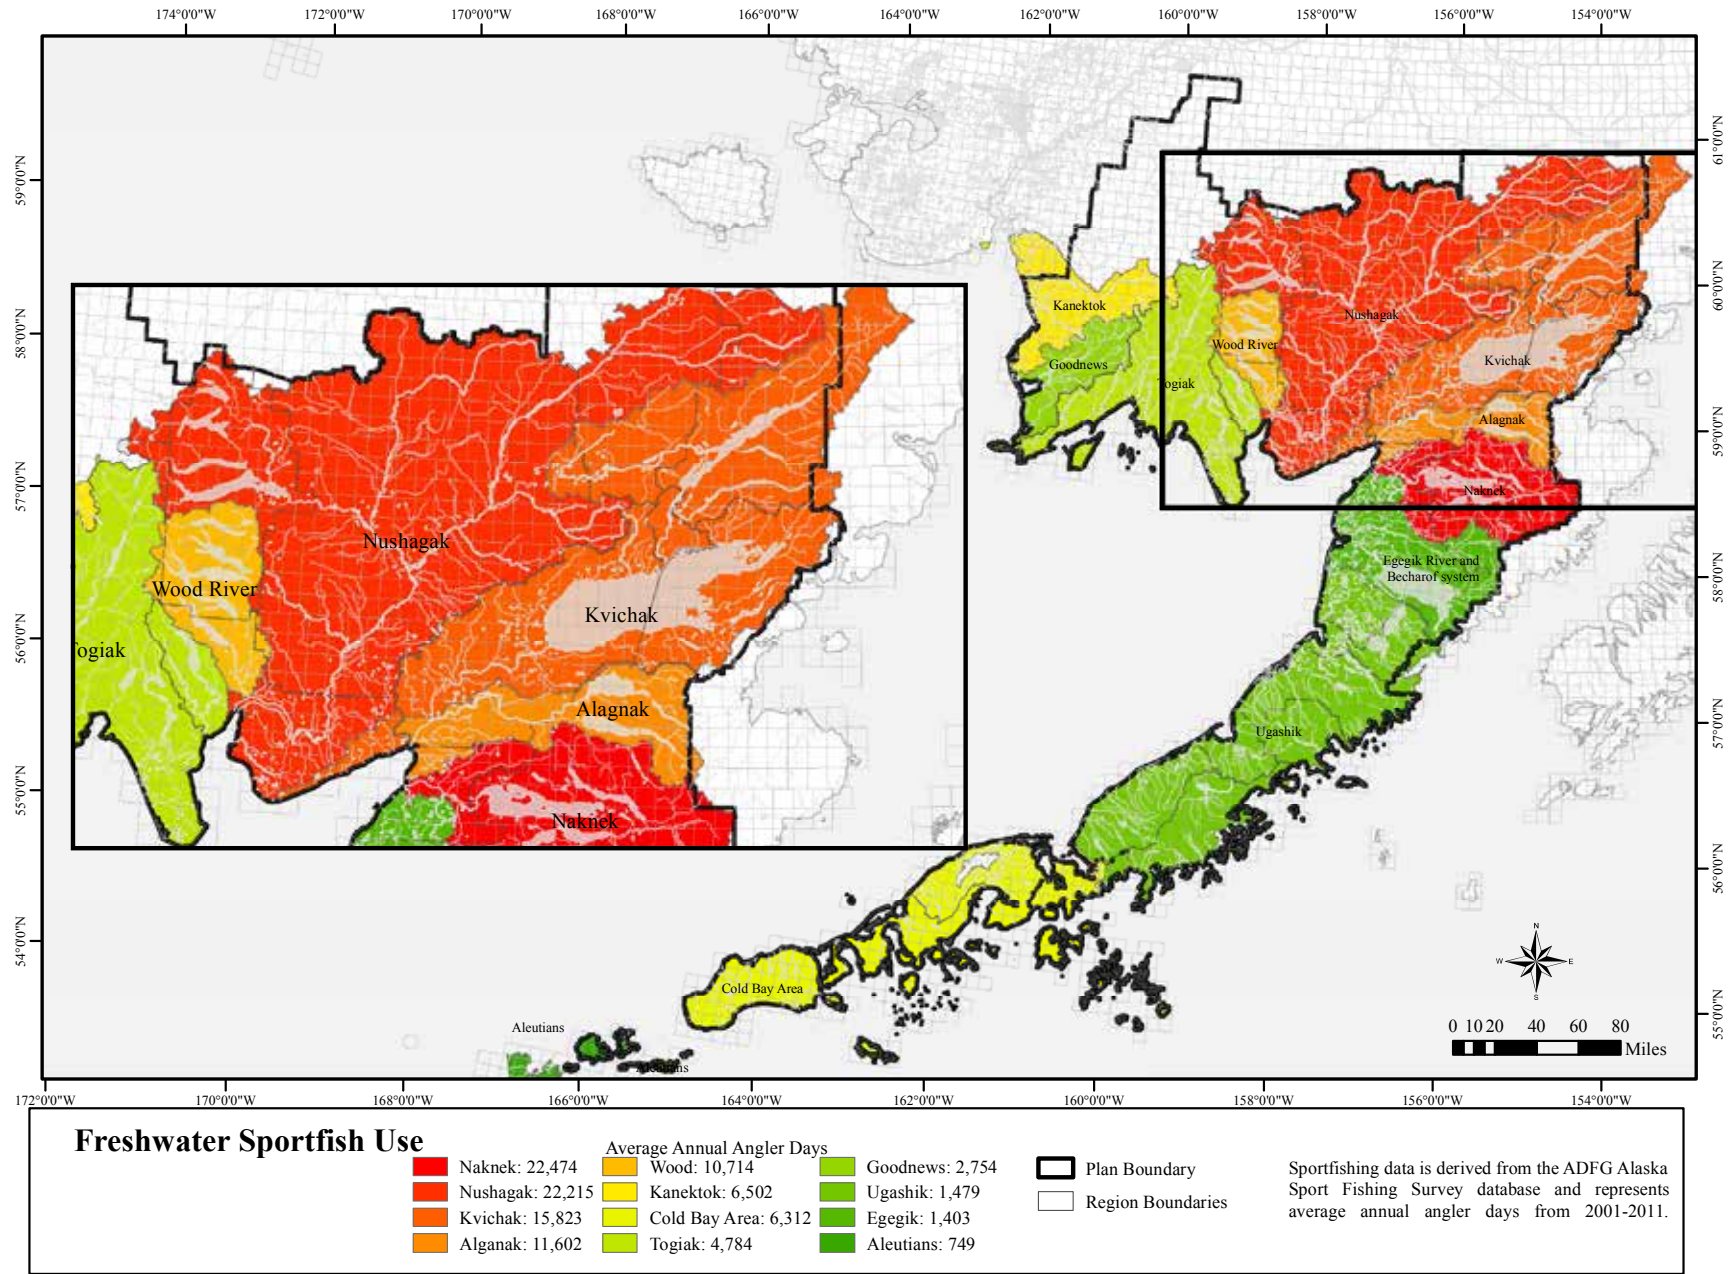 174°0'0"W 172°0'0"W 170°0'0"W 168°0'0"W 166°0'0"W 164°0'0"W 162°0'0"W 160°0'0"W 158°0'0"W 156°0'0"W 154°0'0"W
59°0'0"N
58°0'0"N
57°0'0"N
56°0'0"N
55°0'0"N
54°0'0"N
61°0'0"N
60°0'0"N
59°0'0"N
58°0'0"N
57°0'0"N
56°0'0"N
55°0'0"N
Kanektok
Goodnews
Togiak
Wood River
Nushagak
Kvichak
Alagnak
Naknek
Egegik River and
Becharof system
Ugashik
Cold Bay Area
Aleutians
Aleutians
Nushagak
Wood River
Kvichak
ogiak
Alagnak
Naknek
N
W E
S
0 10 20 40 60 80
Miles
172°0'0"W 170°0'0"W 168°0'0"W 166°0'0"W 164°0'0"W 162°0'0"W 160°0'0"W 158°0'0"W 156°0'0"W 154°0'0"W
Freshwater Sportfish Use
Average Annual Angler Days
Naknek: 22,474
Nushagak: 22,215
Kvichak: 15,823
Alganak: 11,602
Wood: 10,714
Kanektok: 6,502
Cold Bay Area: 6,312
Togiak: 4,784
Goodnews: 2,754
Ugashik: 1,479
Egegik: 1,403
Aleutians: 749
Plan Boundary
Region Boundaries
Sportfishing data is derived from the ADFG Alaska
Sport Fishing Survey database and represents
average annual angler days from 2001-2011.